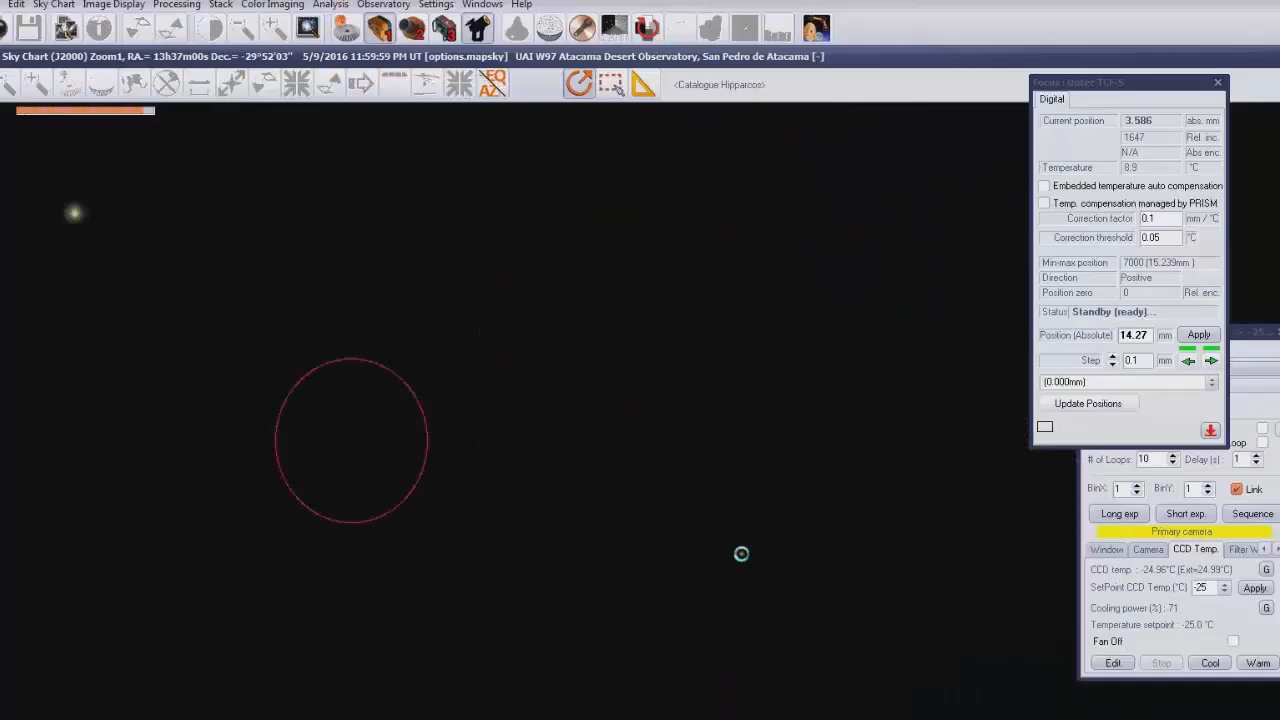 Edit Sky Chart Image Display Processing Stack Color Imaging Analysis Observatory Settings Windows Help
Sky Chart (J2000) Zoom1, RA.= 13h37m00s Dec.= -29°52'03" 5/9/2016 11:59:59 PM UT [options.mapsky] UAI W97 Atacama Desert Observatory, San Pedro de Atacama [-]
EQ
AZ
<Catalogue Hipparcos>
Digital
Current position 3.586 abs. mm
1647 Rel. inc.
N/A Abs enc.
Temperature 8.9 °C
Embedded temperature auto compensation
Temp. compensation managed by PRISM
Correction factor 0.1 mm / °C
Correction threshold 0.05 °C
Min-max position 7000 (15.239mm )
Direction Positive
Position zero 0 Rel. enc.
Status Standby (ready)...
Position (Absolute) 14.27 mm Apply
Step 0.1 mm
(0.000mm)
Update Positions
oop
# of Loops: 10 Delay (s): 1
BinX: 1 BinY: 1 Link
Long exp Short exp. Sequence
Primary camera
Window Camera CCD Temp. Filter W
CCD temp. : -24.96°C (Ext=24.99°C) G
SetPoint CCD Temp.(°C) -25 Apply
Cooling power (%) : 71 G
Temperature setpoint : -25.0 °C
Fan Off
Edit Stop Cool Warm